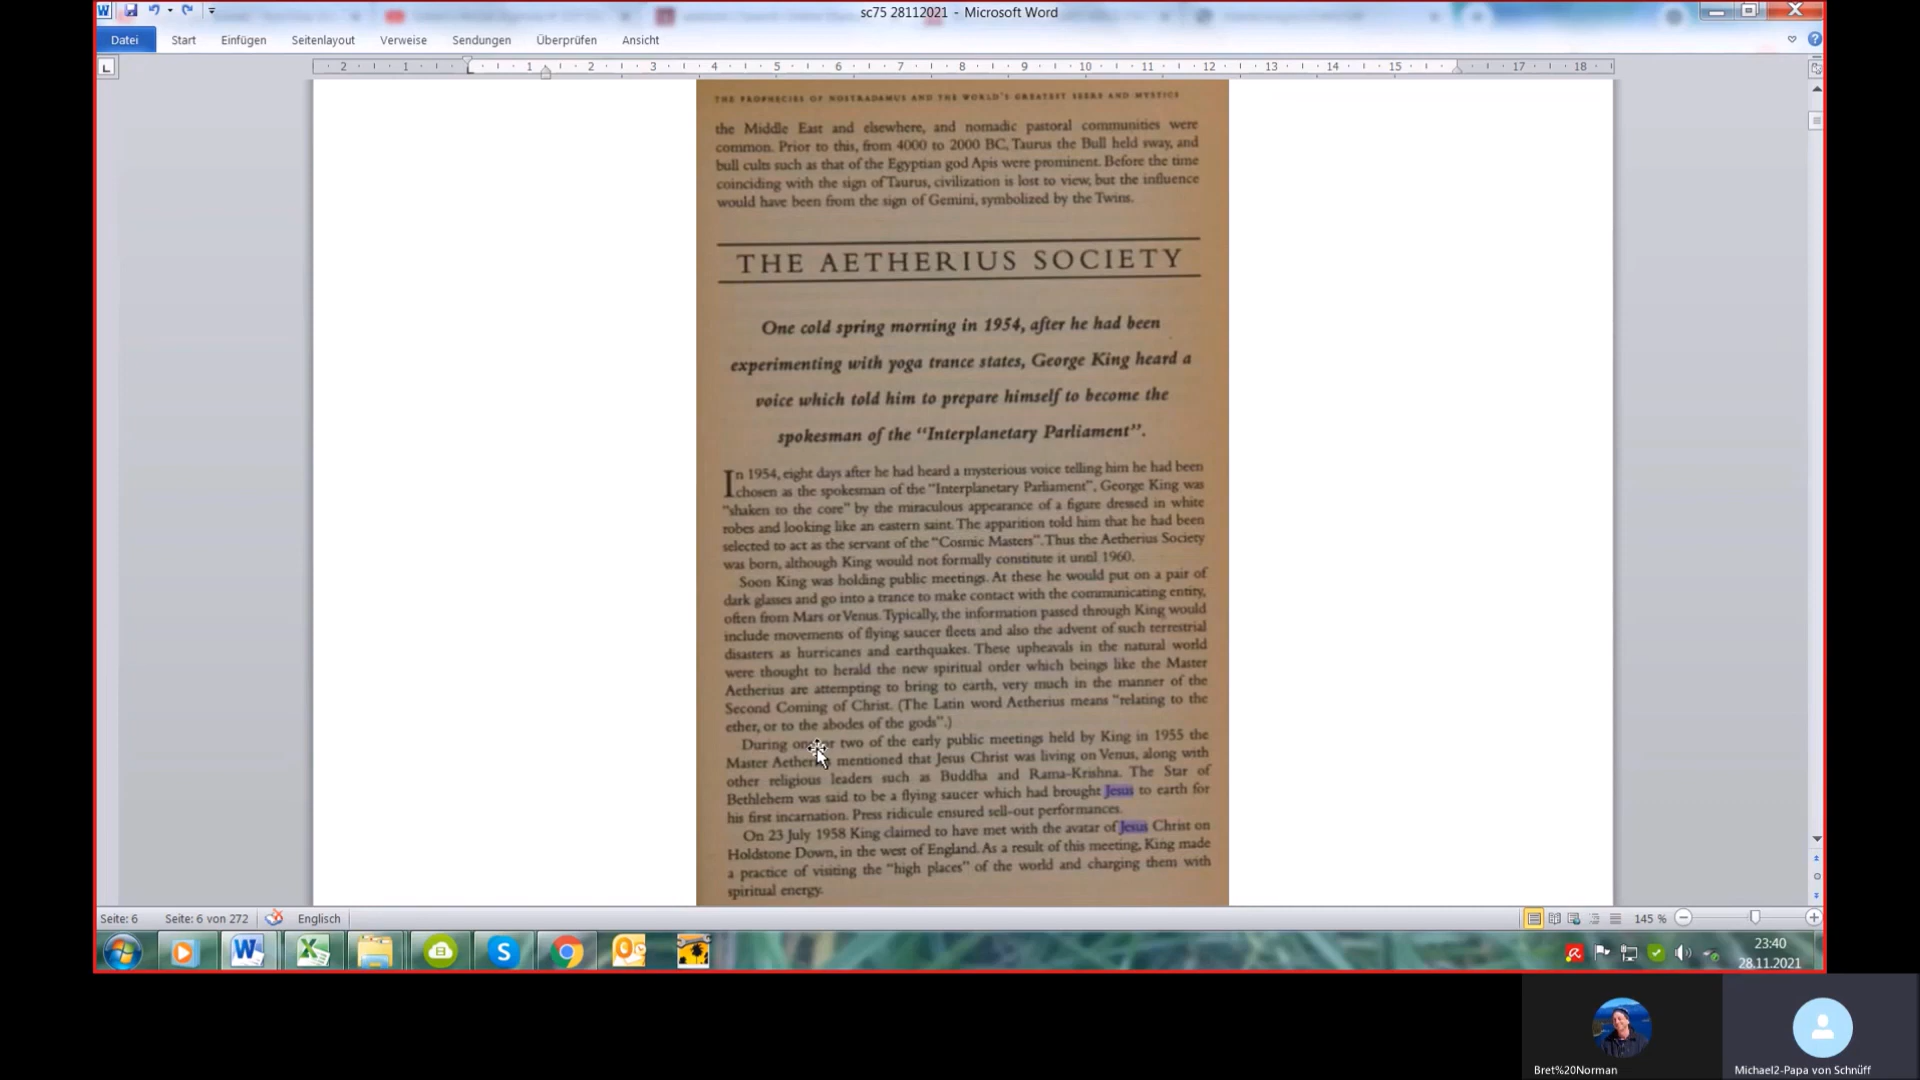 sc75 28112021 - Microsoft Word
Datei Start Einfügen Seitenlayout Verweise Sendungen Überprüfen Ansicht
2 1 1 2 3 4 5 6 7 8 9 10 11 12 13 14 15 17 18
THE PROPHECIES OF NOSTRADAMUS AND THE WORLD'S GREATEST SEERS AND MYSTICS
the Middle East and elsewhere, and nomadic pastoral communities were
common. Prior to this, from 4000 to 2000 BC, Taurus the Bull held sway, and
bull cults such as that of the Egyptian god Apis were prominent. Before the time
coinciding with the sign of Taurus, civilization is lost to view, but the influence
would have been from the sign of Gemini, symbolized by the Twins.
THE AETHERIUS SOCIETY
One cold spring morning in 1954, after he had been
experimenting with yoga trance states, George King heard a
voice which told him to prepare himself to become the
spokesman of the "Interplanetary Parliament".
In 1954, eight days after he had heard a mysterious voice telling him he had been
chosen as the spokesman of the "Interplanetary Parliament", George King was
"shaken to the core" by the miraculous appearance of a figure dressed in white
robes and looking like an eastern saint. The apparition told him that he had been
selected to act as the servant of the "Cosmic Masters". Thus the Aetherius Society
was born, although King would not formally constitute it until 1960.
Soon King was holding public meetings. At these he would put on a pair of
dark glasses and go into a trance to make contact with the communicating entity,
often from Mars or Venus. Typically, the information passed through King would
include movements of flying saucer fleets and also the advent of such terrestrial
disasters as hurricanes and earthquakes. These upheavals in the natural world
were thought to herald the new spiritual order which beings like the Master
Aetherius are attempting to bring to earth, very much in the manner of the
Second Coming of Christ. (The Latin word Aetherius means "relating to the
ether, or to the abodes of the gods".)
During one or two of the early public meetings held by King in 1955 the
Master Aetherius mentioned that Jesus Christ was living on Venus, along with
other religious leaders such as Buddha and Rama-Krishna. The Star of
Bethlehem was said to be a flying saucer which had brought Jesus to earth for
his first incarnation. Press ridicule ensured sell-out performances.
On 23 July 1958 King claimed to have met with the avatar of Jesus Christ on
Holdstone Down, in the west of England. As a result of this meeting, King made
a practice of visiting the "high places" of the world and charging them with
spiritual energy.
Seite: 6 Seite: 6 von 272 Englisch 145 %
23:40
28.11.2021
Bret%20Norman Michael2-Papa von Schnüff